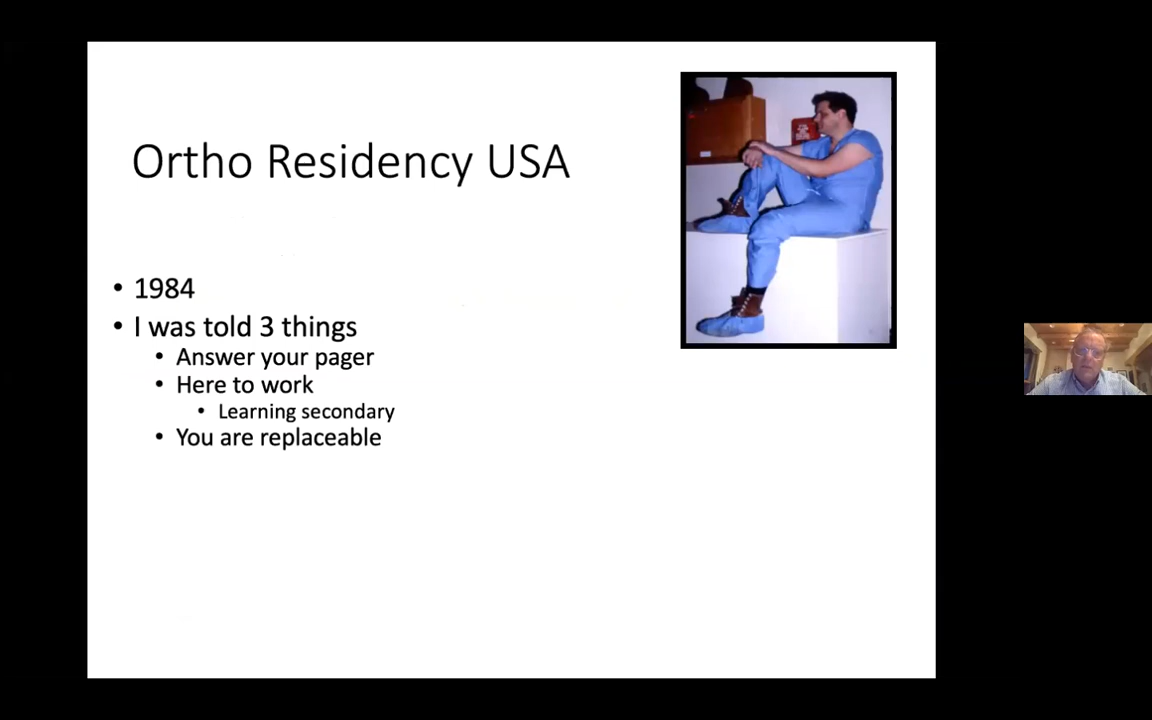 Ortho Residency USA
• 1984
• I was told 3 things
• Answer your pager
• Here to work
• Learning secondary
• You are replaceable